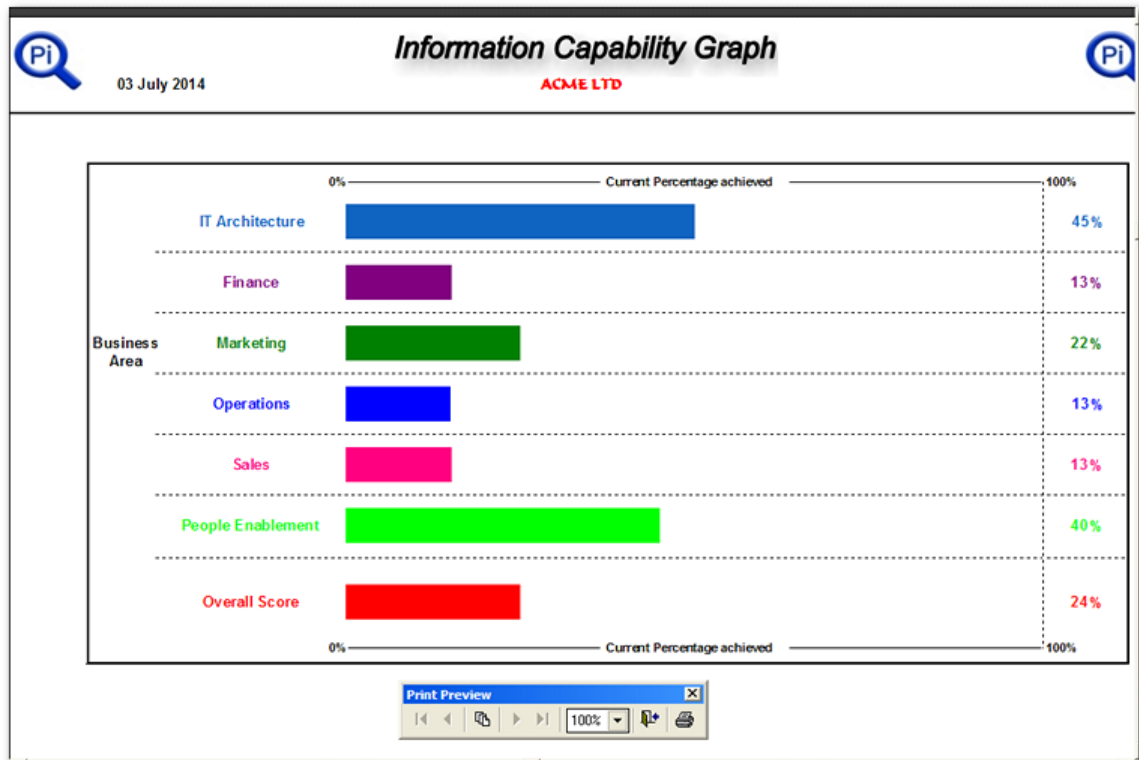 Pi
Information Capability Graph
Pi
03 July 2014
ACME LTD
0% Current Percentage achieved 100%
IT Architecture 45%
Finance 13%
Business Area
Marketing 22%
Operations 13%
Sales 13%
People Enablement 40%
Overall Score 24%
0% Current Percentage achieved 100%
Print Preview
100%